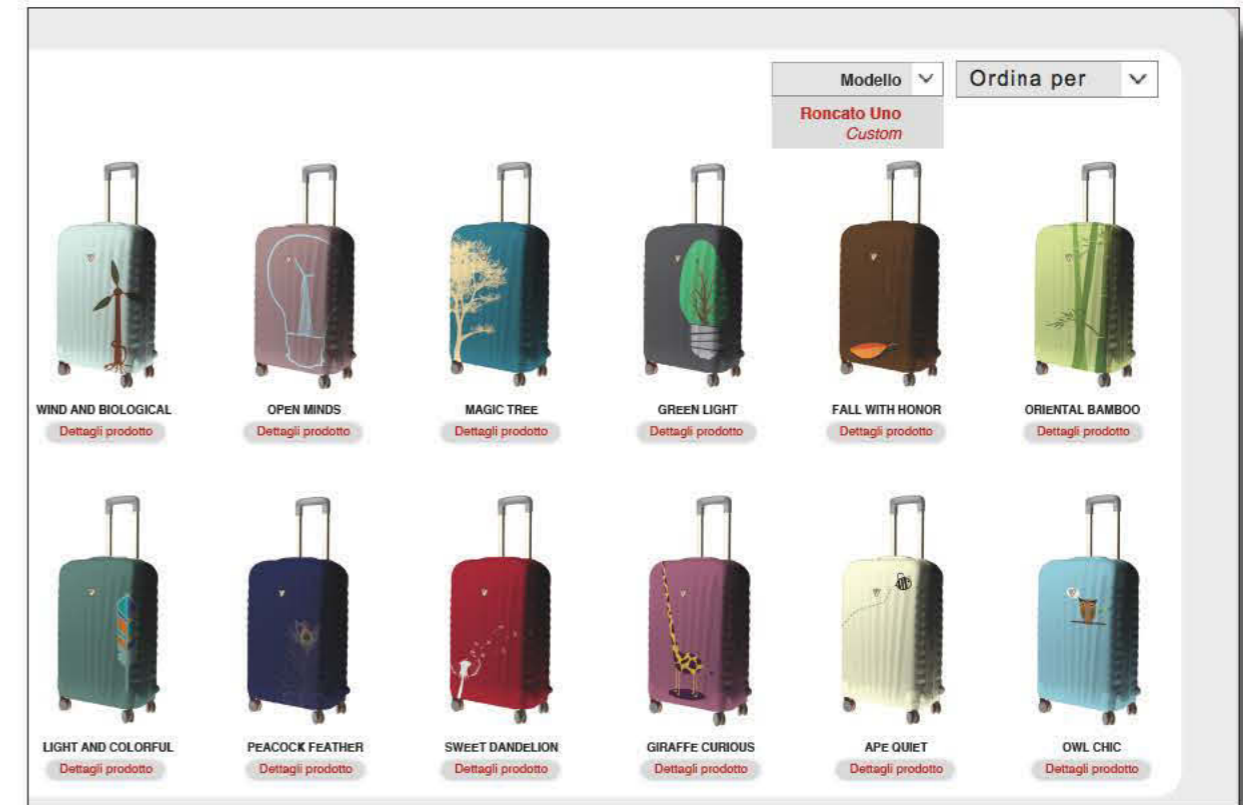 Modello
Ordina per
Roncato Uno
Custom
WIND AND BIOLOGICAL
OPEN MINDS
MAGIC TREE
GREEN LIGHT
FALL WITH HONOR
ORIENTAL BAMBOO
Dettagli prodotto
Dettagli prodotto
Dettagli prodotto
Dettagli prodotto
Dettagli prodotto
Dettagli prodotto
LIGHT AND COLORFUL
PEACOCK FEATHER
SWEET DANDELION
GIRAFFE CURIOUS
APE QUIET
OWL CHIC
Dettagli prodotto
Dettagli prodotto
Dettagli prodotto
Dettagli prodotto
Dettagli prodotto
Dettagli prodotto